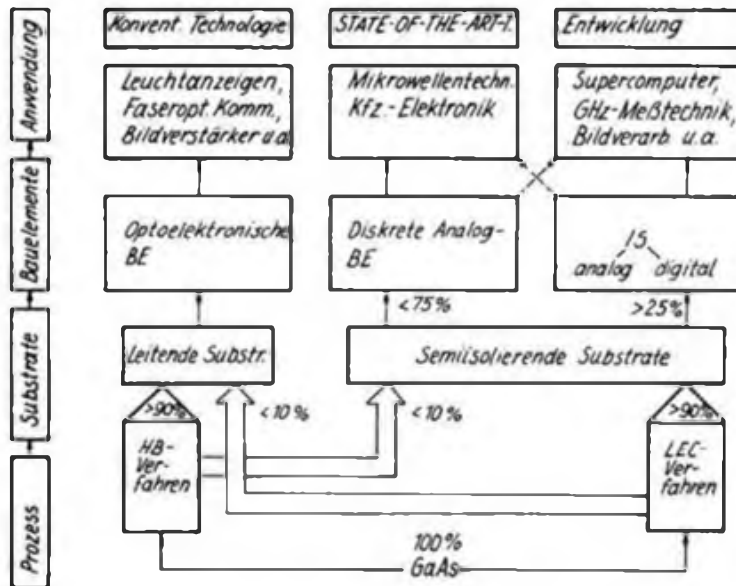 Konvent. Technologie
STATE-OF-THE-ART-T.
Entwicklung
Anwendung
Leuchtanzeigen,
Faseropt. Komm.,
Bildverstärker u.a.
Mikrowellentechn.
Kfz.-Elektronik
Supercomputer,
GHz-Meßtechnik,
Bildverarb. u.a.
Bauelemente
Optoelektronische
BE
Diskrete Analog-
BE
IS
analog digital
<75%
>25%
Substrate
Leitende Substr.
Semiisolierende Substrate
>90%
<10%
<10%
>90%
HB-
Ver-
fahren
LEC-
Ver-
fahren
Prozess
100%
GaAs